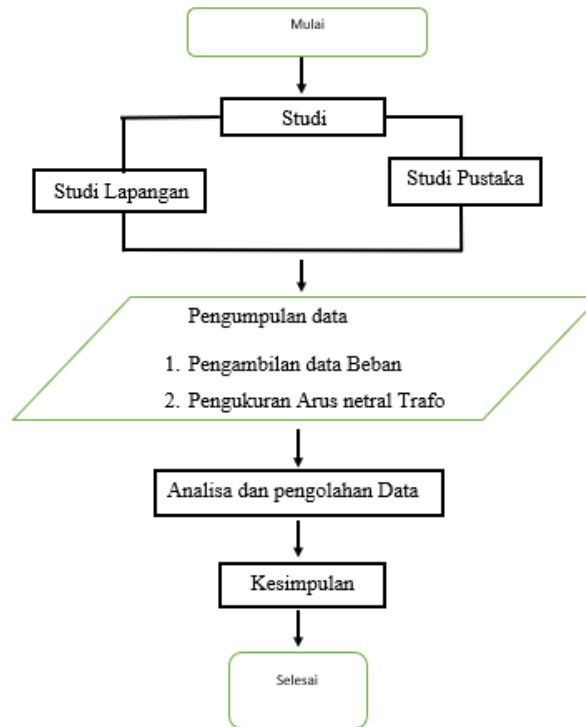 Mulai
Studi
Studi Lapangan
Studi Pustaka
Pengumpulan data
1. Pengambilan data Beban
2. Pengukuran Arus netral Trafo
Analisa dan pengolahan Data
Kesimpulan
Selesai